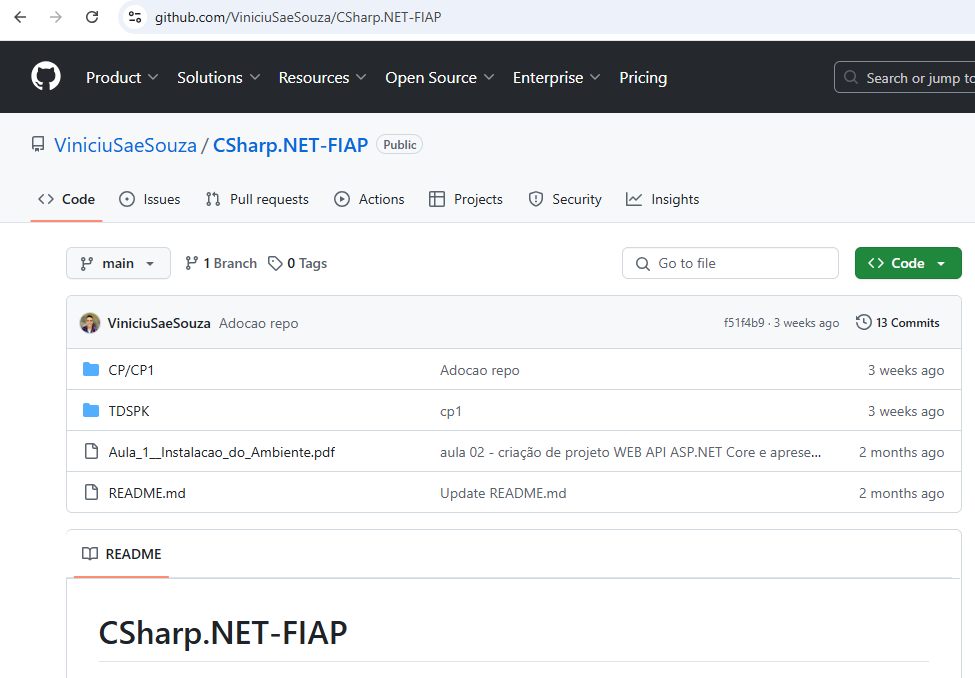 github.com/ViniciuSaeSouza/CSharp.NET-FIAP
Product Solutions Resources Open Source Enterprise Pricing Search or jump to
ViniciuSaeSouza / CSharp.NET-FIAP Public
Code Issues Pull requests Actions Projects Security Insights
main 1 Branch 0 Tags Go to file Code
ViniciuSaeSouza Adocao repo f51f4b9 · 3 weeks ago 13 Commits
CP/CP1 Adocao repo 3 weeks ago
TDSPK cp1 3 weeks ago
Aula_1__Instalacao_do_Ambiente.pdf aula 02 - criação de projeto WEB API ASP.NET Core e aprese... 2 months ago
README.md Update README.md 2 months ago
README
CSharp.NET-FIAP